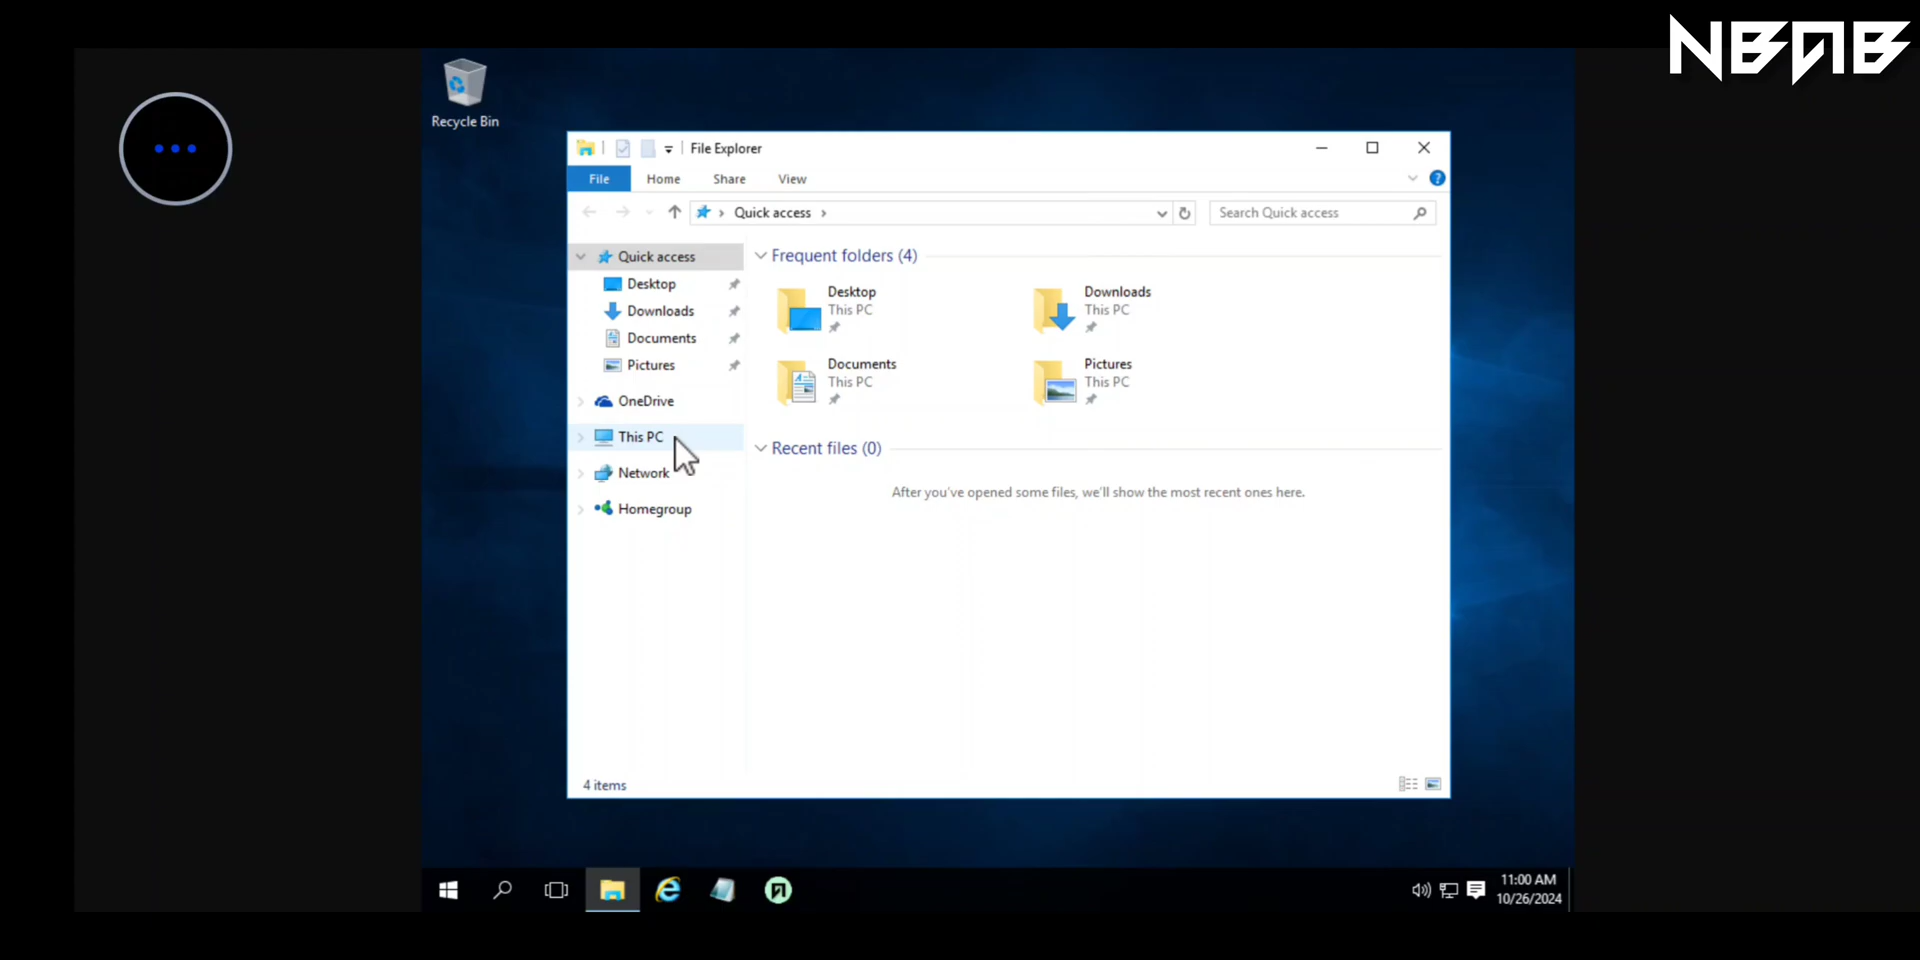 NBAB
Recycle Bin
File Explorer
File Home Share View
Quick access
Search Quick access
Quick access
Desktop
Downloads
Documents
Pictures
OneDrive
This PC
Network
Homegroup
Frequent folders (4)
Desktop
This PC
Downloads
This PC
Documents
This PC
Pictures
This PC
Recent files (0)
After you've opened some files, we'll show the most recent ones here.
4 items
11:00 AM
10/26/2024